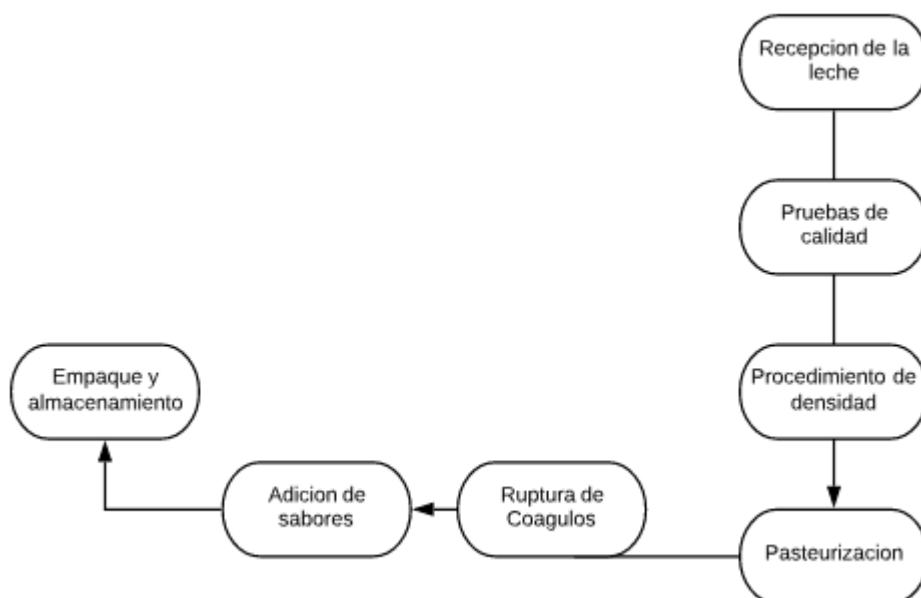 Recepcion de la
leche
Pruebas de
calidad
Procedimiento de
densidad
Pasteurizacion
Ruptura de
Coagulos
Adicion de
sabores
Empaque y
almacenamiento